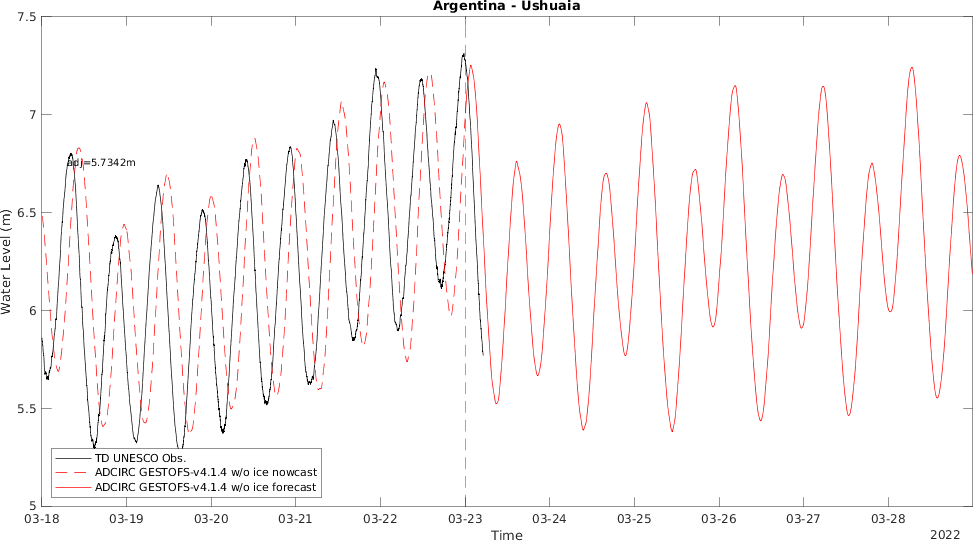 Argentina - Ushuaia
7.5
7
6.5
6
5.5
5
Water Level (m)
adj=5.7342m
TD UNESCO Obs.
ADCIRC GESTOFS-v4.1.4 w/o ice nowcast
ADCIRC GESTOFS-v4.1.4 w/o ice forecast
03-18 03-19 03-20 03-21 03-22 03-23 03-24 03-25 03-26 03-27 03-28
Time
2022